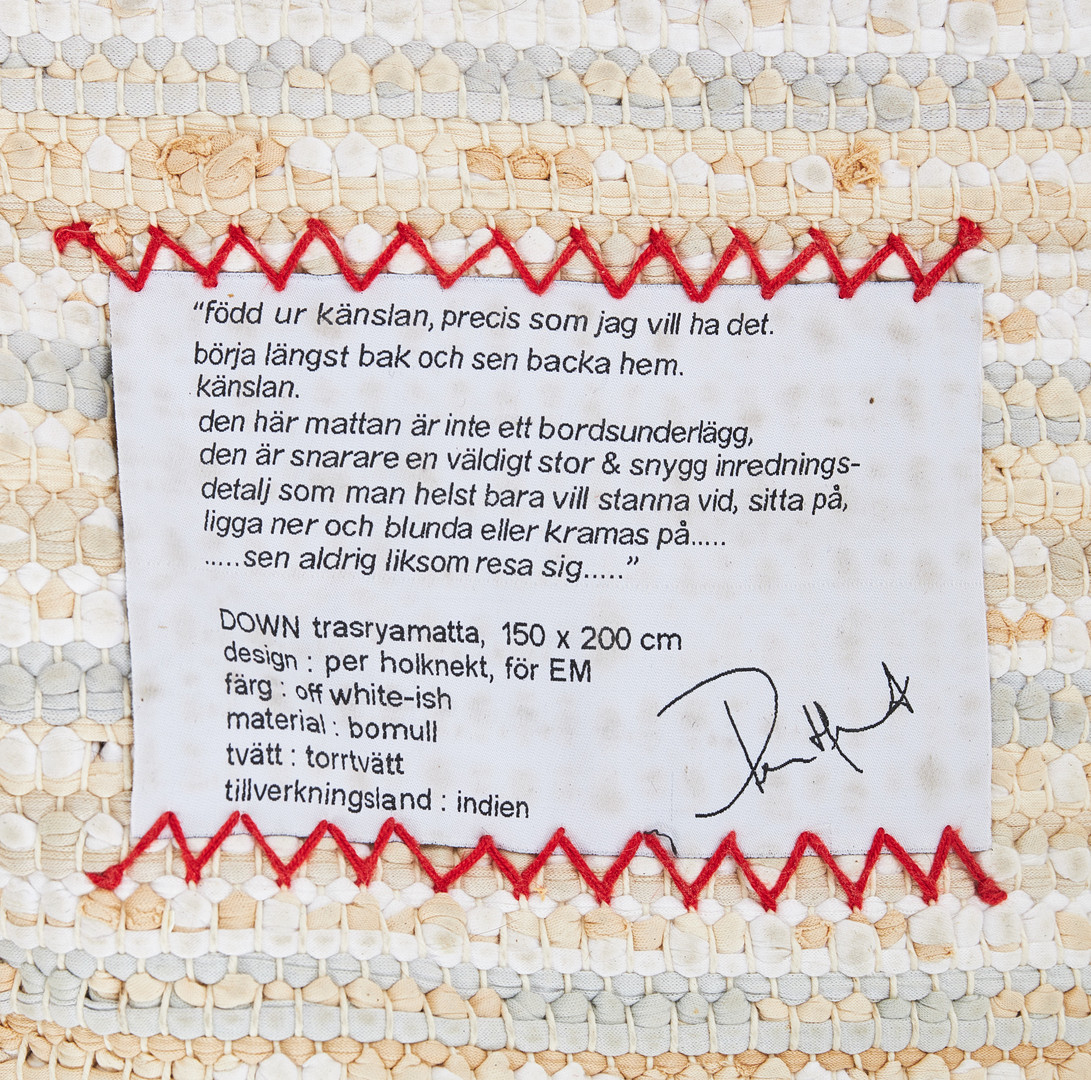 “född ur känslan, precis som jag vill ha det.
börja längst bak och sen backa hem.
känslan.
den här mattan är inte ett bordsunderlägg,
den är snarare en väldigt stor & snygg inrednings-
detalj som man helst bara vill stanna vid, sitta på,
ligga ner och blunda eller kramas på.....
.....sen aldrig liksom resa sig.....”
DOWN trasryamatta, 150 x 200 cm
design : per holknekt, för EM
färg : off white-ish
material : bomull
tvätt : torrtvätt
tillverkningsland : indien